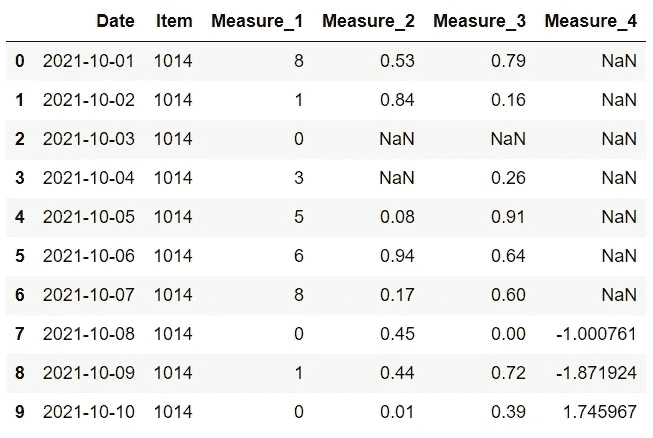 Date Item Measure_1 Measure_2 Measure_3 Measure_4
0 2021-10-01 1014 8 0.53 0.79 NaN
1 2021-10-02 1014 1 0.84 0.16 NaN
2 2021-10-03 1014 0 NaN NaN NaN
3 2021-10-04 1014 3 NaN 0.26 NaN
4 2021-10-05 1014 5 0.08 0.91 NaN
5 2021-10-06 1014 6 0.94 0.64 NaN
6 2021-10-07 1014 8 0.17 0.60 NaN
7 2021-10-08 1014 0 0.45 0.00 -1.000761
8 2021-10-09 1014 1 0.44 0.72 -1.871924
9 2021-10-10 1014 0 0.01 0.39 1.745967